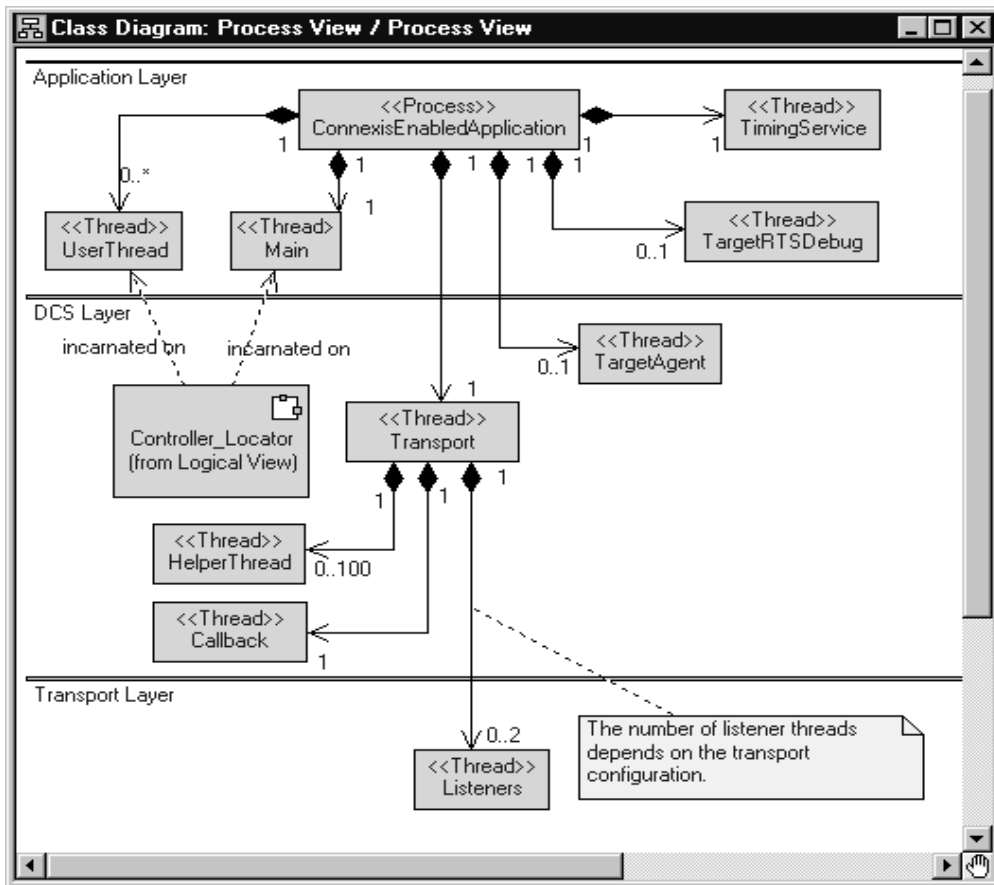 Class Diagram: Process View / Process View
Application Layer
<<Process>>
ConnexisEnabledApplication
<<Thread>>
TimingService
1
1
1
1
1
1
1
1
0..*
1
<<Thread>>
UserThread
<<Thread>
Main
<<Thread>>
TargetRTSDebug
0..1
DCS Layer
incarnated on
incarnated on
<<Thread>>
TargetAgent
0..1
1
Controller_Locator
(from Logical View)
<<Thread>>
Transport
1
1
1
<<Thread>>
HelperThread
0..100
<<Thread>>
Callback
1
Transport Layer
The number of listener threads
depends on the transport
configuration.
0..2
<<Thread>>
Listeners